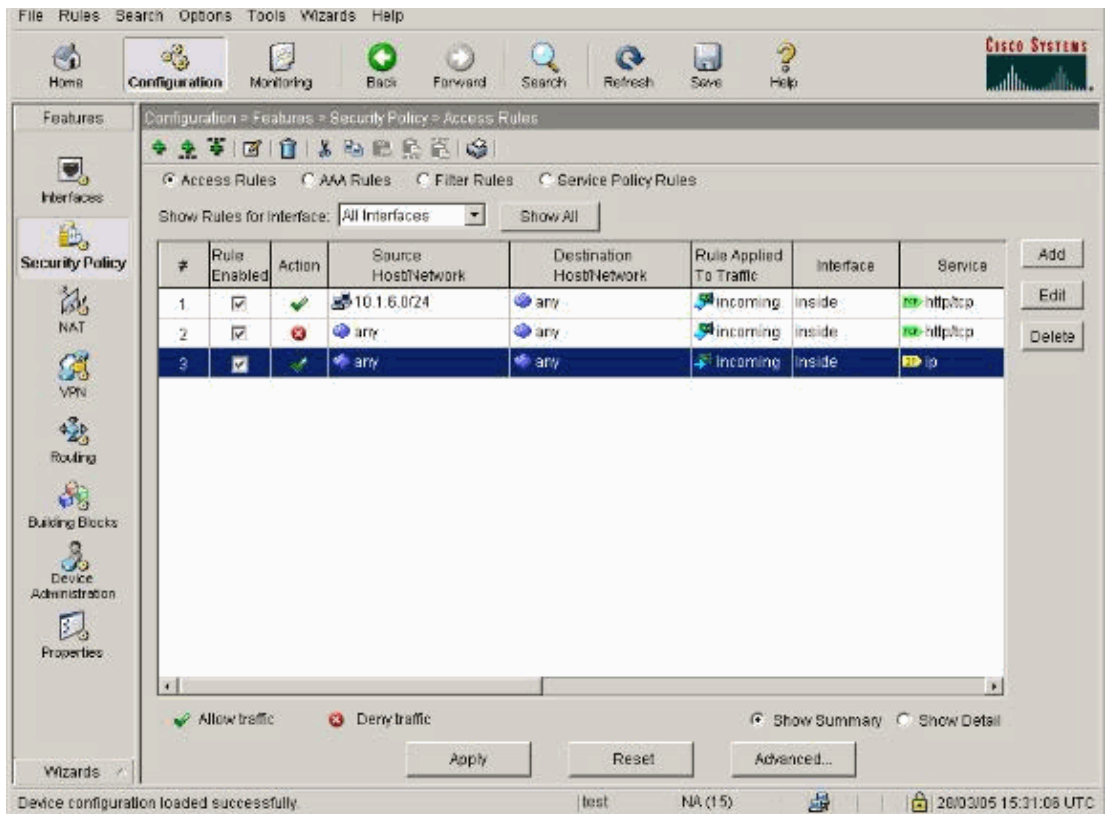 File Rules Search Options Tools Wizards Help
Home Configuration Monitoring Back Forward Search Refresh Save Help
CISCO SYSTEMS
Features
Configuration > Features > Security Policy > Access Rules
Access Rules AAA Rules Filter Rules Service Policy Rules
Show Rules for Interface: All Interfaces Show All
# Rule Enabled Action Source Host/Network Destination Host/Network Rule Applied To Traffic Interface Service
1 10.1.6.0/24 any incoming inside http/tcp
2 any any incoming inside http/tcp
3 any any incoming inside ip
Add
Edit
Delete
Interfaces
Security Policy
NAT
VPN
Routing
Building Blocks
Device Administration
Properties
Wizards
Allow traffic Deny traffic Show Summary Show Detail
Apply Reset Advanced...
Device configuration loaded successfully. test NA (15) 28/03/05 15:31:06 UTC